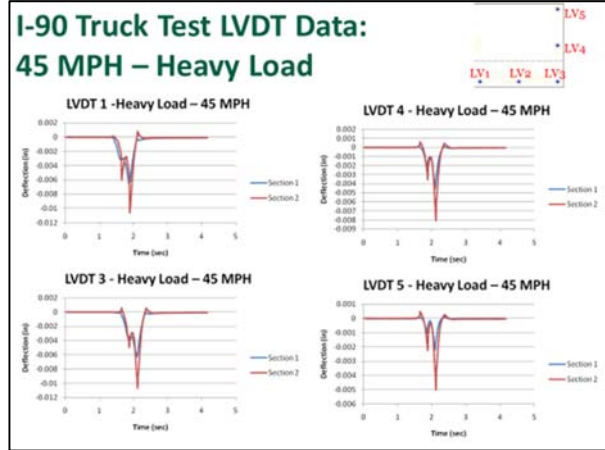 I-90 Truck Test LVDT Data:
45 MPH – Heavy Load
LV5
LV4
LV1 LV2 LV3
LVDT 1 -Heavy Load – 45 MPH
0.002
0
-0.002
-0.004
-0.006
-0.008
-0.01
-0.012
0 1 2 3 4 5
Deflection (in)
Time (sec)
Section 1
Section 2
LVDT 4 - Heavy Load – 45 MPH
0.002
0.001
0
-0.001
-0.002
-0.003
-0.004
-0.005
-0.006
-0.007
-0.008
-0.009
0 1 2 3 4 5
Deflection (in)
Time (sec)
Section 1
Section 2
LVDT 3 - Heavy Load – 45 MPH
0.002
0
-0.002
-0.004
-0.006
-0.008
-0.01
-0.012
0 1 2 3 4 5
Deflection (in)
Time (sec)
Section 1
Section 2
LVDT 5 - Heavy Load – 45 MPH
0.001
0
-0.001
-0.002
-0.003
-0.004
-0.005
-0.006
0 1 2 3 4 5
Deflection (in)
Time (sec)
Section 1
Section 2